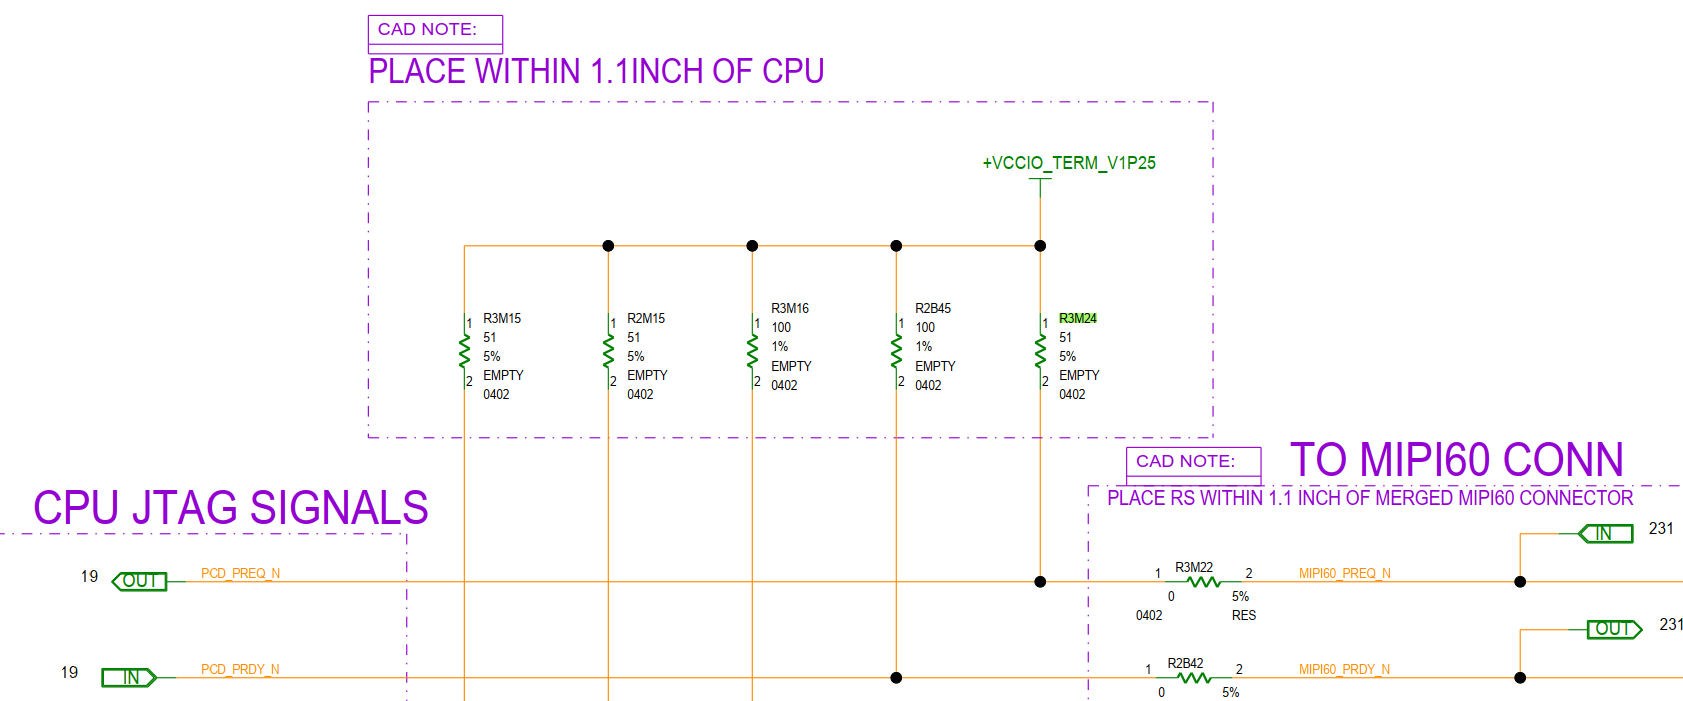 CAD NOTE:
PLACE WITHIN 1.1INCH OF CPU
+VCCIO_TERM_V1P25
1
R3M15
51
5%
EMPTY
2
0402
1
R2M15
51
5%
EMPTY
2
0402
R3M16
1
100
1%
EMPTY
2
0402
R2B45
1
100
1%
EMPTY
2
0402
1
R3M24
51
5%
EMPTY
2
0402
CAD NOTE:
TO MIPI60 CONN
PLACE RS WITHIN 1.1 INCH OF MERGED MIPI60 CONNECTOR
CPU JTAG SIGNALS
IN 231
19 OUT PCD_PREQ_N
1 R3M22 2
0 5%
0402 RES
MIPI60_PREQ_N
OUT 231
19 IN PCD_PRDY_N
1 R2B42 2
0 5%
MIPI60_PRDY_N